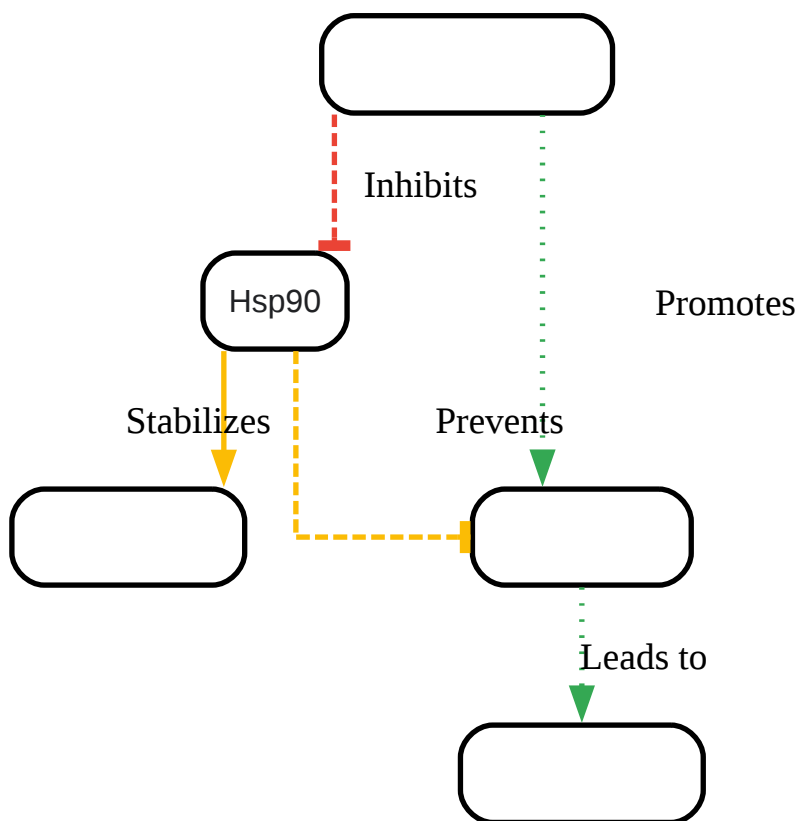 Inhibits
Hsp90
Promotes
Stabilizes
Prevents
Leads to